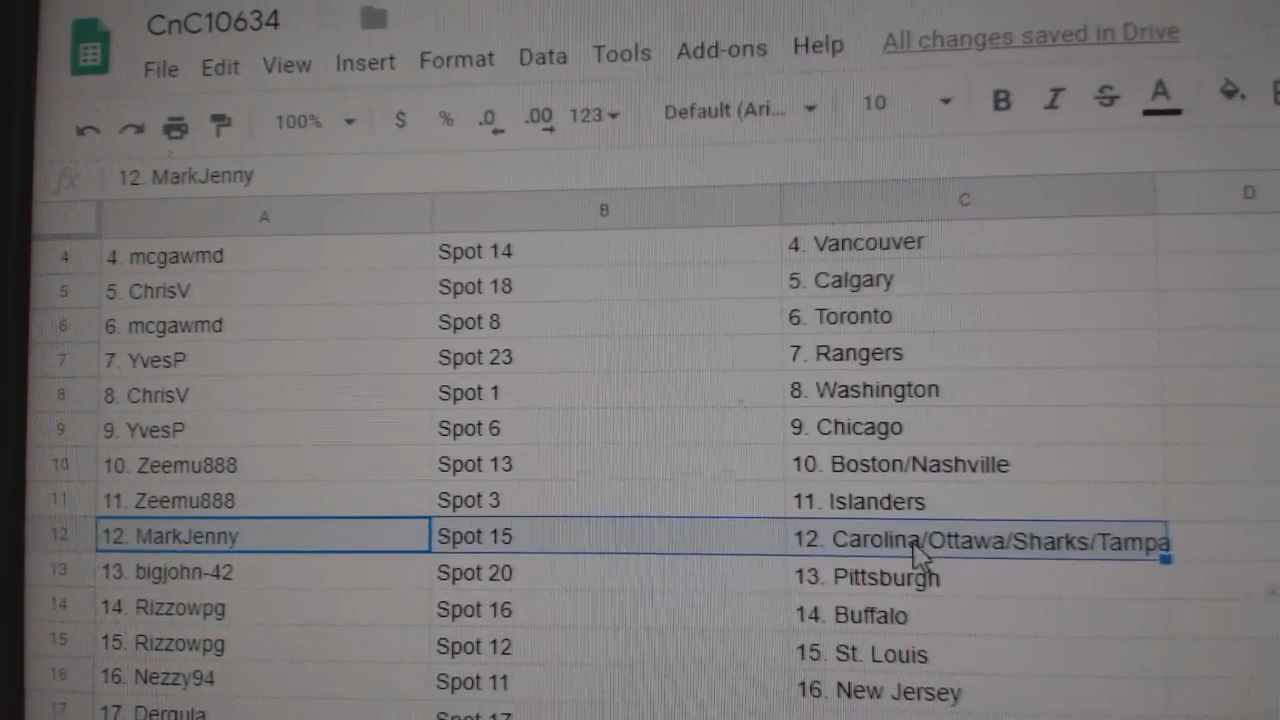 CnC10634
File Edit View Insert Format Data Tools Add-ons Help All changes saved in Drive
100% $ % .0 .00 123 Default (Ari... 10 B I S A
fx 12. MarkJenny
A B C D
4 4. mcgawmd Spot 14 4. Vancouver
5 5. ChrisV Spot 18 5. Calgary
6 6. mcgawmd Spot 8 6. Toronto
7 7. YvesP Spot 23 7. Rangers
8 8. ChrisV Spot 1 8. Washington
9 9. YvesP Spot 6 9. Chicago
10 10. Zeemu888 Spot 13 10. Boston/Nashville
11 11. Zeemu888 Spot 3 11. Islanders
12 12. MarkJenny Spot 15 12. Carolina/Ottawa/Sharks/Tampa
13 13. bigjohn-42 Spot 20 13. Pittsburgh
14 14. Rizzowpg Spot 16 14. Buffalo
15 15. Rizzowpg Spot 12 15. St. Louis
16 16. Nezzy94 Spot 11 16. New Jersey
17 17. Dergula Spot 17